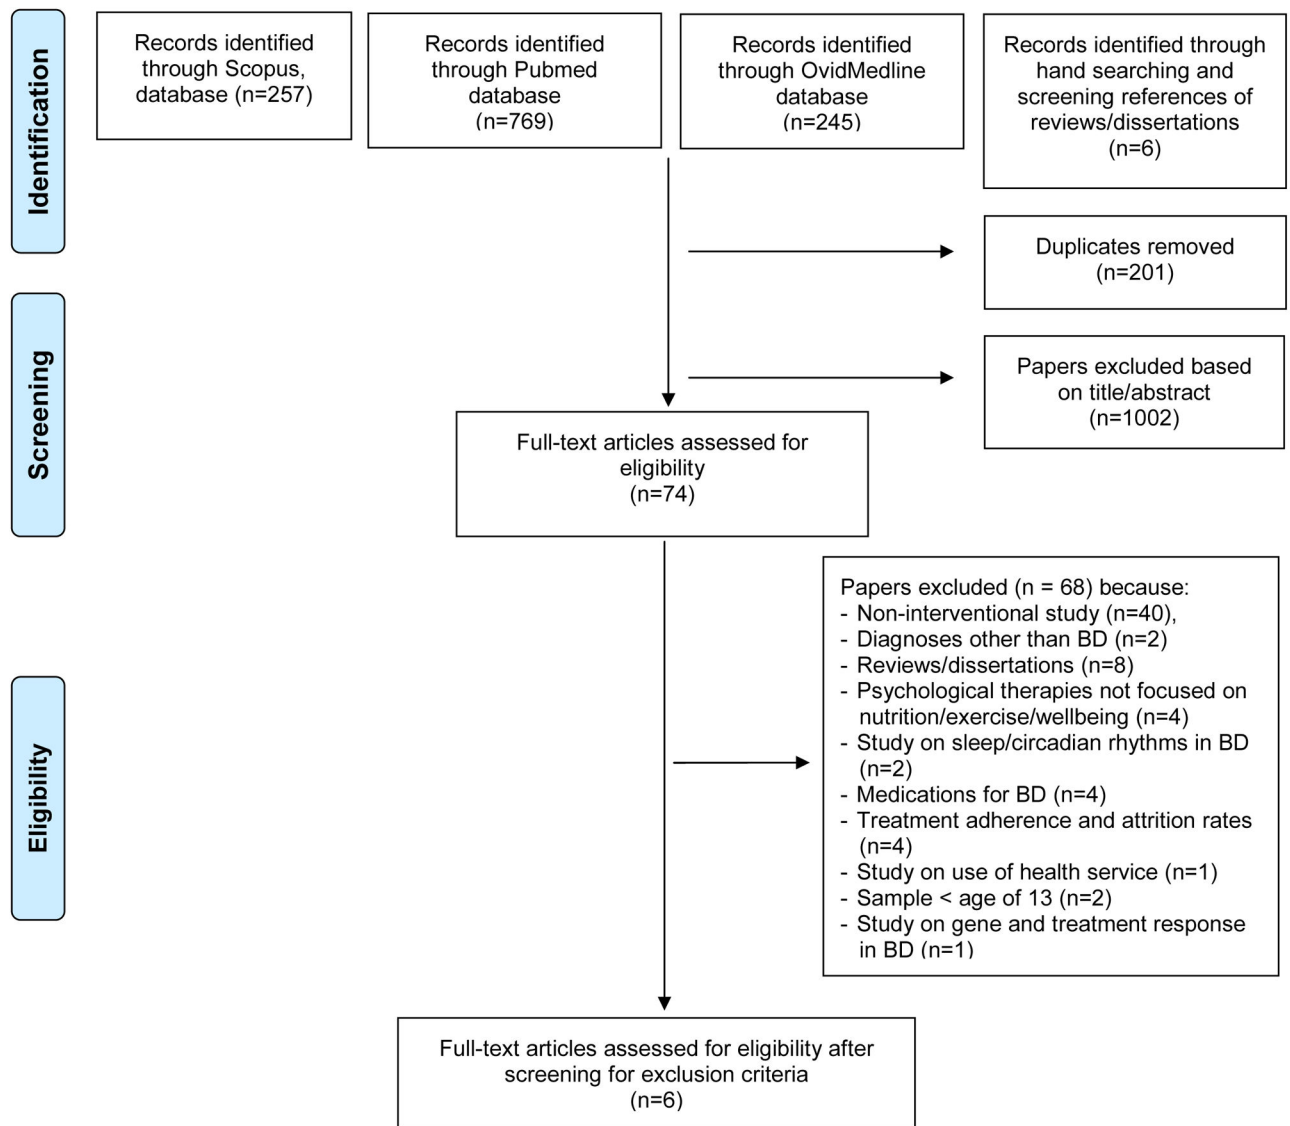 Identification
Records identified
through Scopus,
database (n=257)
Records identified
through Pubmed
database
(n=769)
Records identified
through OvidMedline
database
(n=245)
Records identified through
hand searching and
screening references of
reviews/dissertations
(n=6)
Duplicates removed
(n=201)
Screening
Papers excluded based
on title/abstract
(n=1002)
Full-text articles assessed for
eligibility
(n=74)
Eligibility
Papers excluded (n = 68) because:
- Non-interventional study (n=40),
- Diagnoses other than BD (n=2)
- Reviews/dissertations (n=8)
- Psychological therapies not focused on
nutrition/exercise/wellbeing (n=4)
- Study on sleep/circadian rhythms in BD
(n=2)
- Medications for BD (n=4)
- Treatment adherence and attrition rates
(n=4)
- Study on use of health service (n=1)
- Sample < age of 13 (n=2)
- Study on gene and treatment response
in BD (n=1)
Full-text articles assessed for eligibility after
screening for exclusion criteria
(n=6)